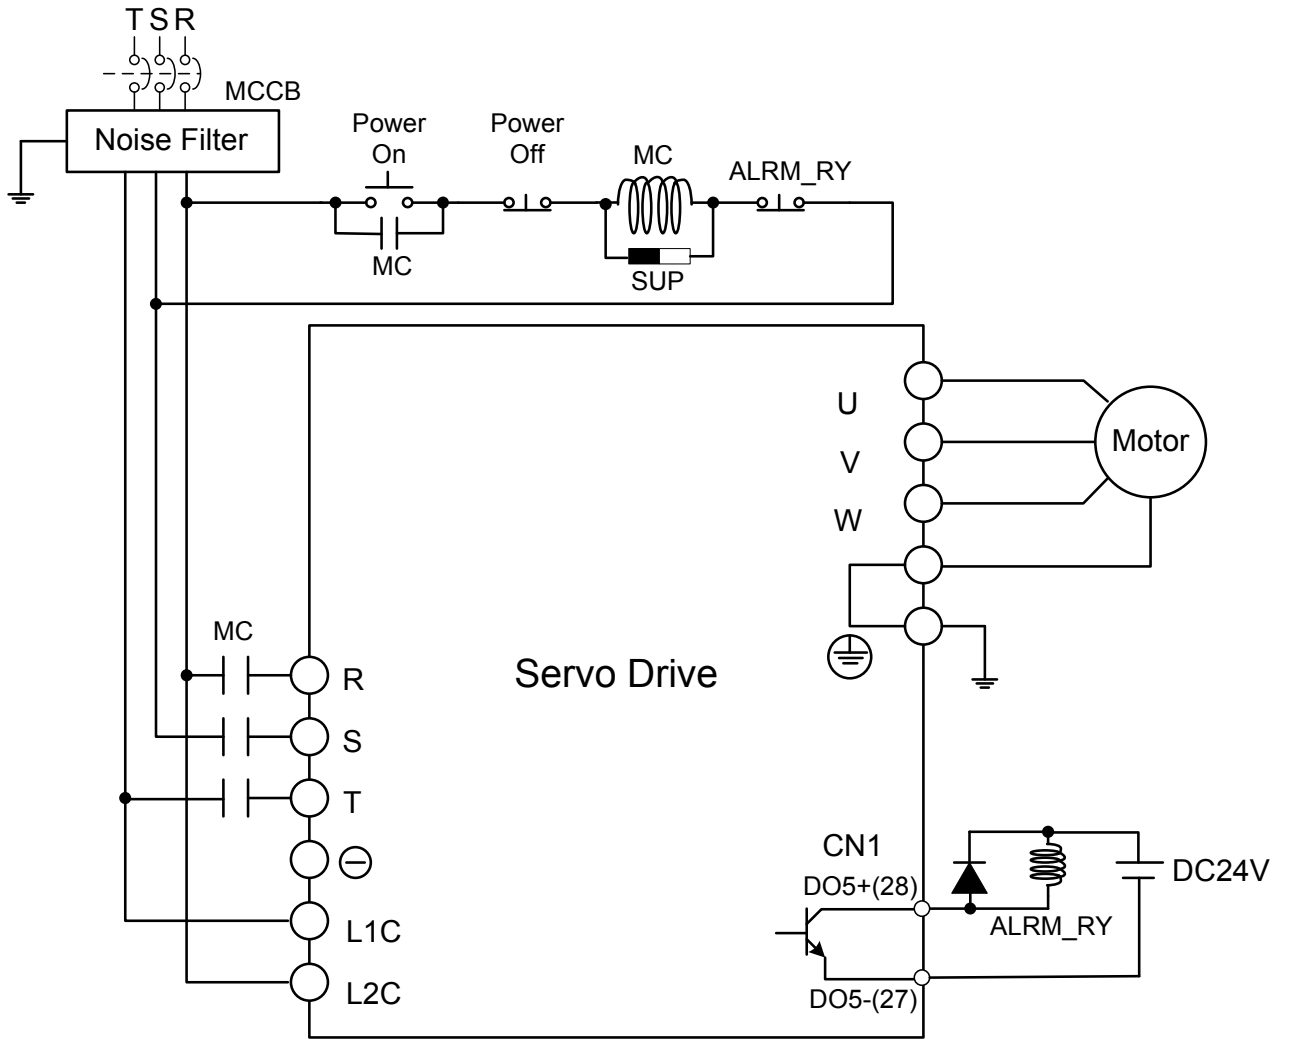 T S R
MCCB
Noise Filter
Power
On
Power
Off
MC
ALRM_RY
MC
SUP
U
V
W
Motor
MC
R
S
T
Servo Drive
L1C
L2C
CN1
DO5+(28)
DO5-(27)
ALRM_RY
DC24V